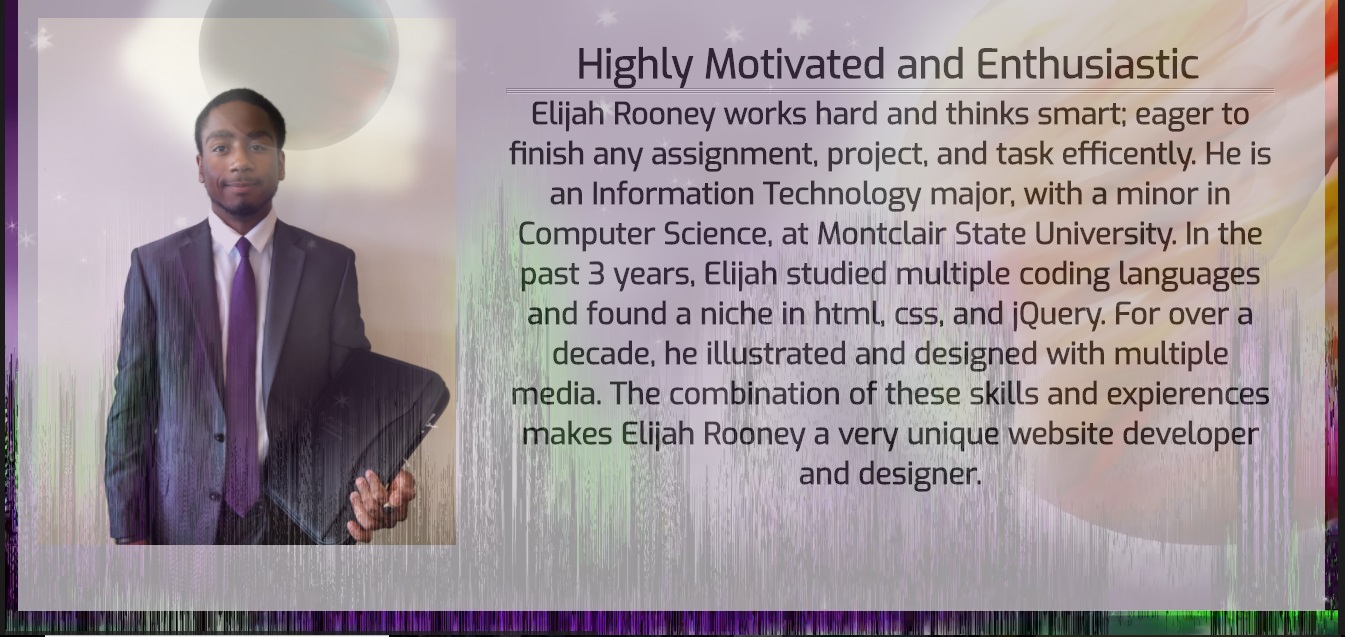 Highly Motivated and Enthusiastic
Elijah Rooney works hard and thinks smart; eager to
finish any assignment, project, and task efficently. He is
an Information Technology major, with a minor in
Computer Science, at Montclair State University. In the
past 3 years, Elijah studied multiple coding languages
and found a niche in html, css, and jQuery. For over a
decade, he illustrated and designed with multiple
media. The combination of these skills and expierences
makes Elijah Rooney a very unique website developer
and designer.